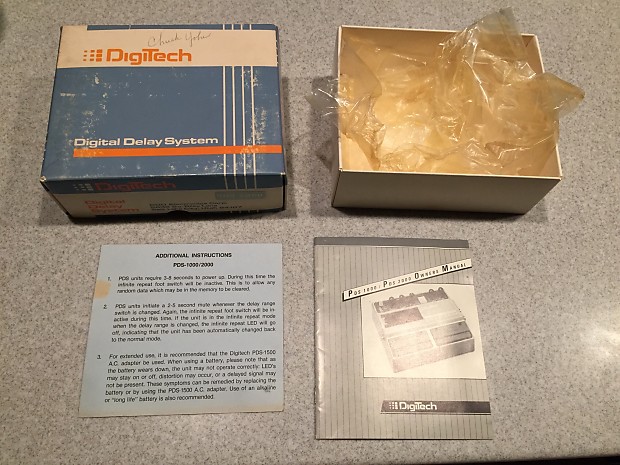 Chuck
DigiTech
Digital Delay System
DigiTech
Digital
Delay
System
ADDITIONAL INSTRUCTIONS
PDS-1000/2000
1. PDS units require 3-8 seconds to power up. During this time the
infinite repeat foot switch will be inactive. This is to allow any
random data which may be in the memory to be cleared.
2. PDS units initiate a 2-5 second mute whenever the delay range
switch is changed. Again, the infinite repeat foot switch will be in-
active during this time. If the unit is in the infinite repeat mode
when the delay range is changed, the infinite repeat LED will go
off, indicating that the unit has been automatically changed back
to the normal mode.
3. For extended use, it is recommended that the Digitech PDS-1500
A.C. adapter be used. When using a battery, please note that as
the battery wears down, the unit may not operate correctly: LED's
may stay on or off, distortion may occur, or a delayed signal may
not be present. These symptoms can be remedied by replacing the
battery or by using the PDS-1500 A.C. adapter. Use of an alkaline
or "long life" battery is also recommended.
PDS 1000 / PDS 2000 OWNERS MANUAL
DigiTech